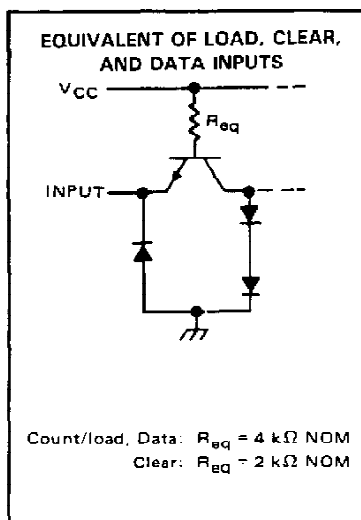 EQUIVALENT OF LOAD, CLEAR,
AND DATA INPUTS
VCC
Req
INPUT
Count/load, Data: Req = 4 kΩ NOM
Clear: Req = 2 kΩ NOM